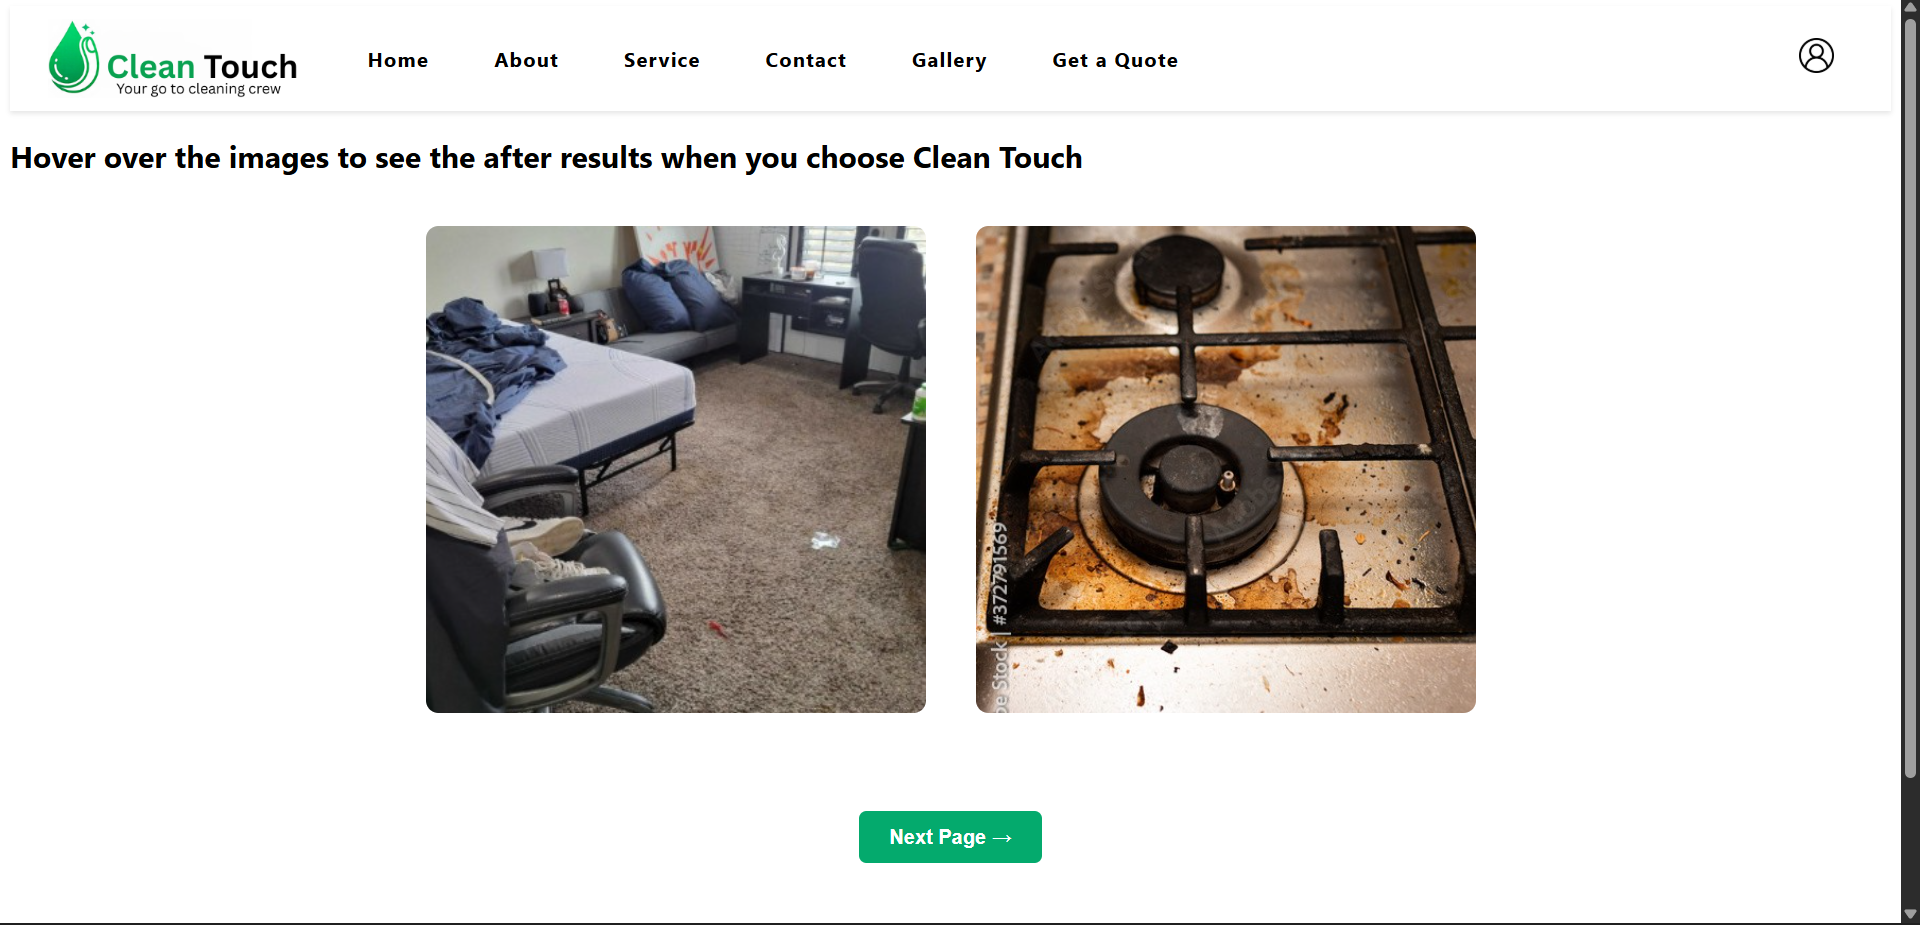 Clean Touch
Your go to cleaning crew
Home
About
Service
Contact
Gallery
Get a Quote
Hover over the images to see the after results when you choose Clean Touch
be Stock | #372791569
Next Page →